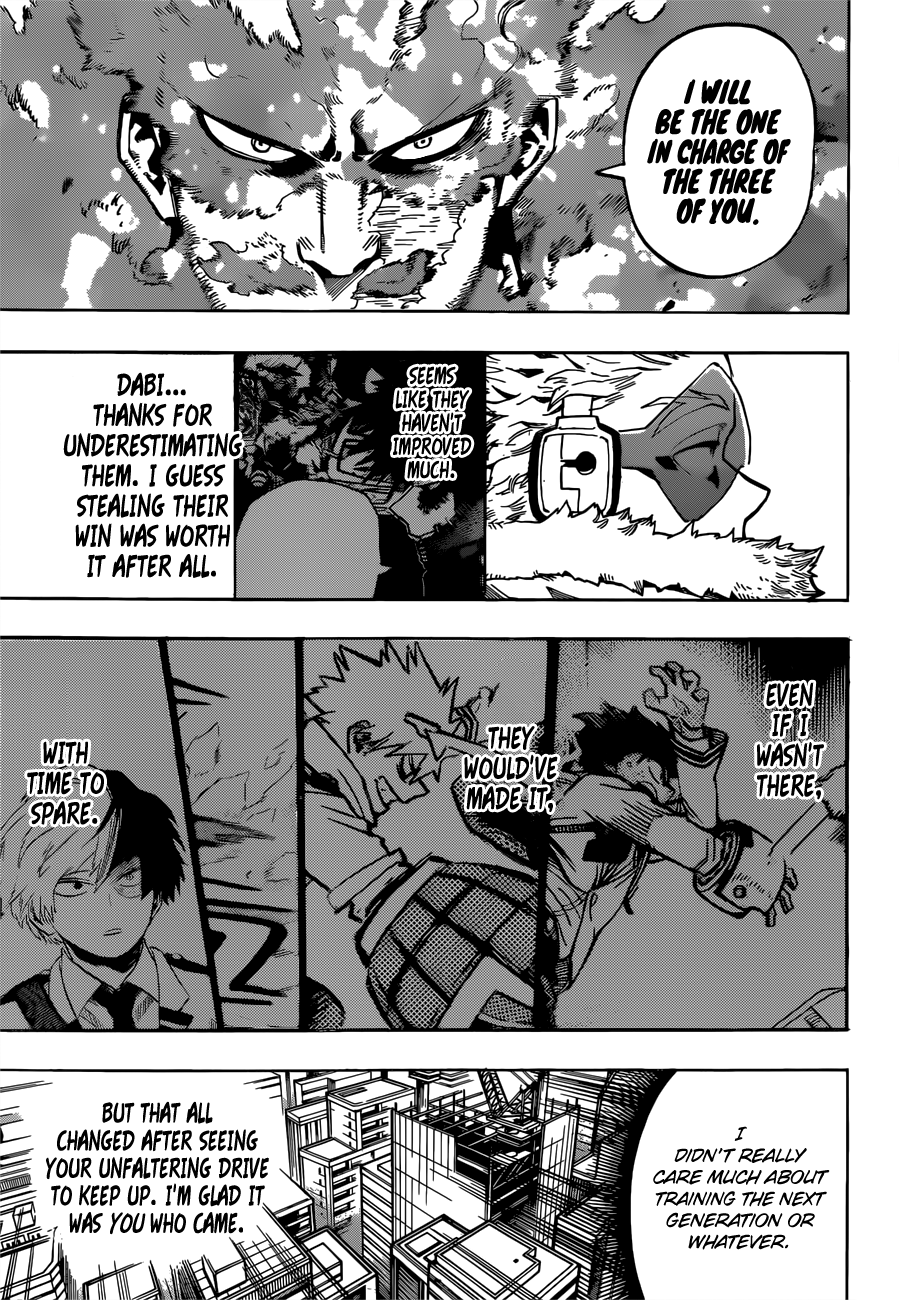 I WILL
BE THE ONE
IN CHARGE OF
THE THREE
OF YOU.
SEEMS
LIKE THEY
HAVEN'T
IMPROVED
MUCH.
DABI...
THANKS FOR
UNDERESTIMATING
THEM. I GUESS
STEALING THEIR
WIN WAS WORTH
IT AFTER ALL.
EVEN
IF I
WASN'T
THERE,
THEY
WOULD'VE
MADE IT,
WITH
TIME TO
SPARE.
I
DIDN'T REALLY
CARE MUCH ABOUT
TRAINING THE NEXT
GENERATION OR
WHATEVER.
BUT THAT ALL
CHANGED AFTER SEEING
YOUR UNFALTERING DRIVE
TO KEEP UP. I'M GLAD IT
WAS YOU WHO CAME.